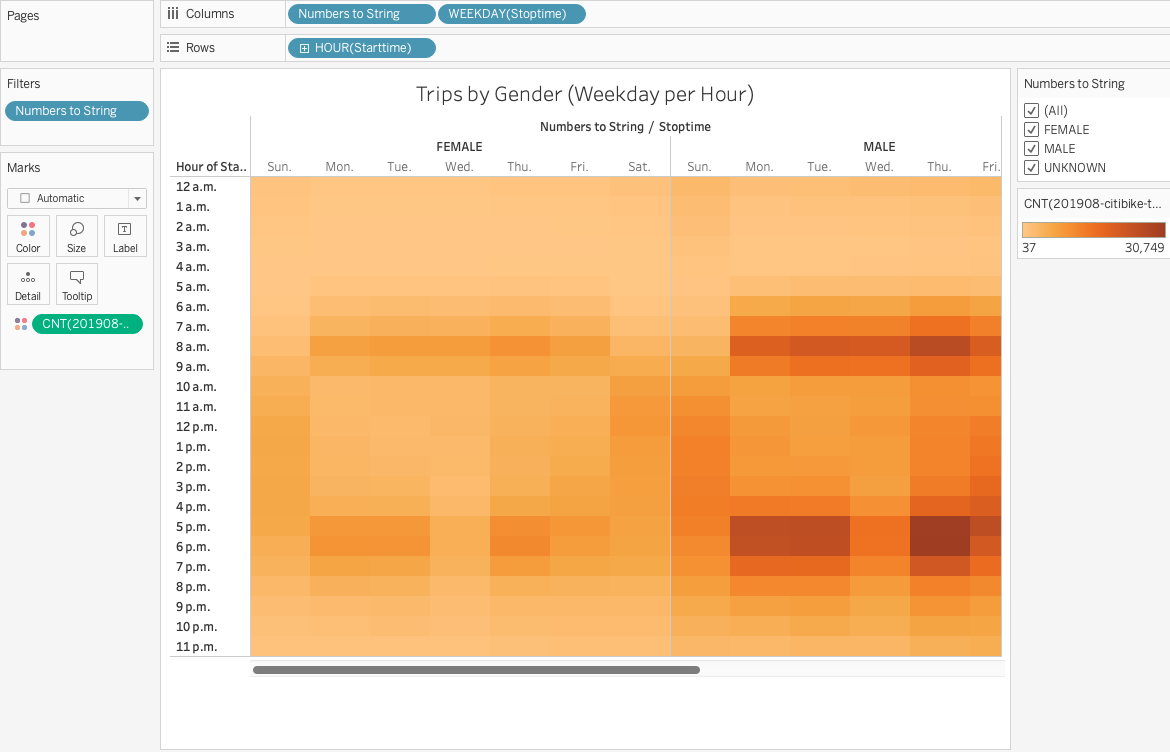 Pages
Columns
Numbers to String
WEEKDAY(Stoptime)
Rows
HOUR(Starttime)
Filters
Numbers to String
Marks
Automatic
Color
Size
Label
Detail
Tooltip
CNT(201908-..
Trips by Gender (Weekday per Hour)
Numbers to String / Stoptime
FEMALE MALE
Hour of Sta.. Sun. Mon. Tue. Wed. Thu. Fri. Sat. Sun. Mon. Tue. Wed. Thu. Fri.
12 a.m.
1 a.m.
2 a.m.
3 a.m.
4 a.m.
5 a.m.
6 a.m.
7 a.m.
8 a.m.
9 a.m.
10 a.m.
11 a.m.
12 p.m.
1 p.m.
2 p.m.
3 p.m.
4 p.m.
5 p.m.
6 p.m.
7 p.m.
8 p.m.
9 p.m.
10 p.m.
11 p.m.
Numbers to String
(All)
FEMALE
MALE
UNKNOWN
CNT(201908-citibike-t...
37 30,749